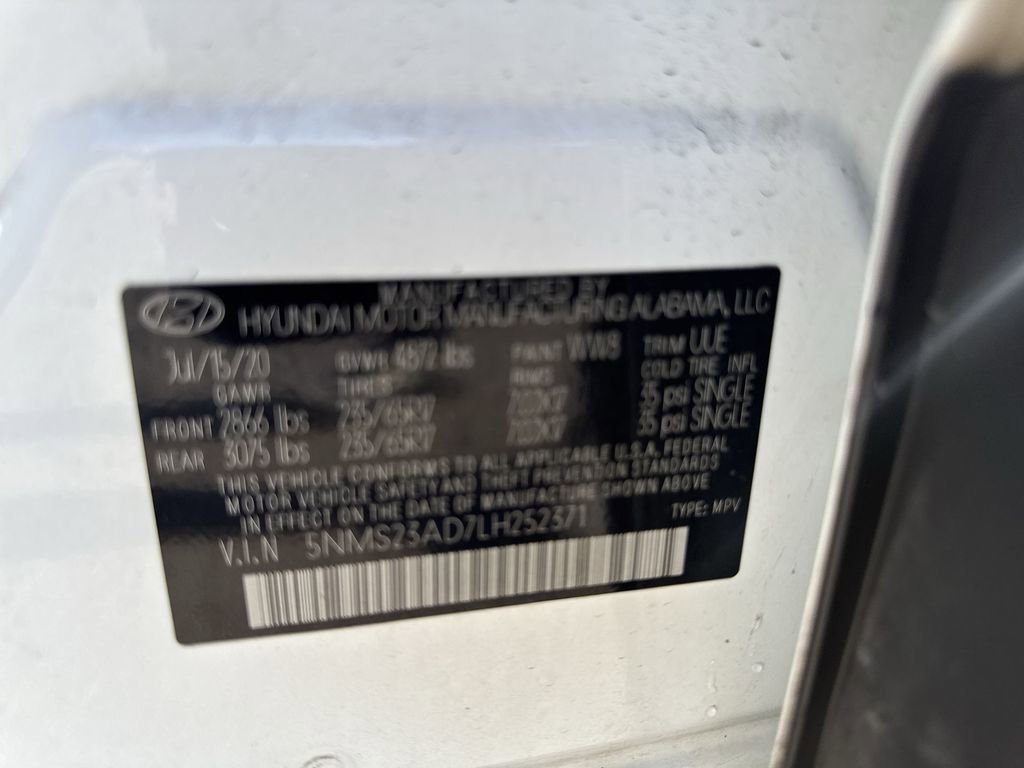 MANUFACTURED BY
HYUNDAI MOTOR MANUFACTURING ALABAMA, LLC
JUL/15/20 GVWR 4872 lbs PAINT WW8 TRIM UUE
GAWR TIRES RIMS COLD TIRE INFL
FRONT 2866 lbs 235/65R17 7.0JX17 35 psi SINGLE
REAR 3075 lbs 235/65R17 7.0JX17 35 psi SINGLE
THIS VEHICLE CONFORMS TO ALL APPLICABLE U.S.A. FEDERAL
MOTOR VEHICLE SAFETY AND THEFT PREVENTION STANDARDS
IN EFFECT ON THE DATE OF MANUFACTURE SHOWN ABOVE
V.I.N 5NMS23AD7LH252371 TYPE: MPV